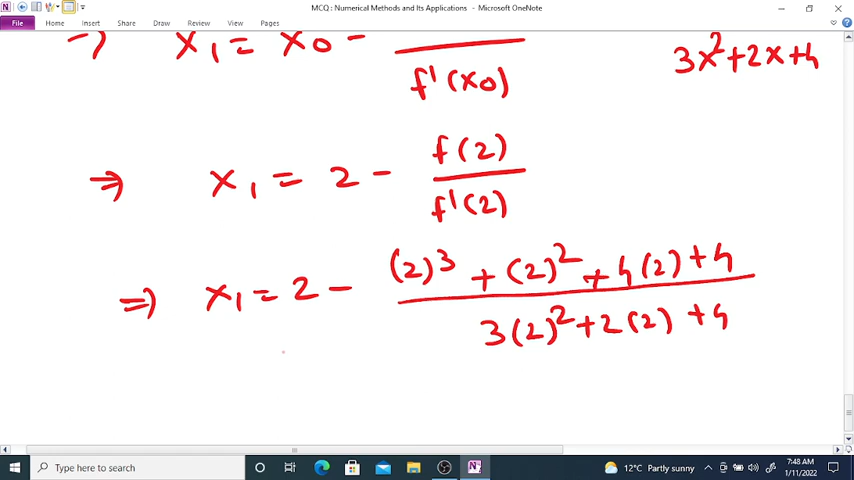 MCQ : Numerical Methods and Its Applications - Microsoft OneNote
File Home Insert Draw History Review View Pages
⇒ x1 = x0 - ——
f'(x0)
3x²+2x+4
⇒ x1 = 2 - f(2)
f'(2)
⇒ x1 = 2 - (2)³ + (2)² + 4(2) + 4
3(2)² + 2(2) + 4
Type here to search
12°C Partly sunny
7:48 AM
1/11/2022